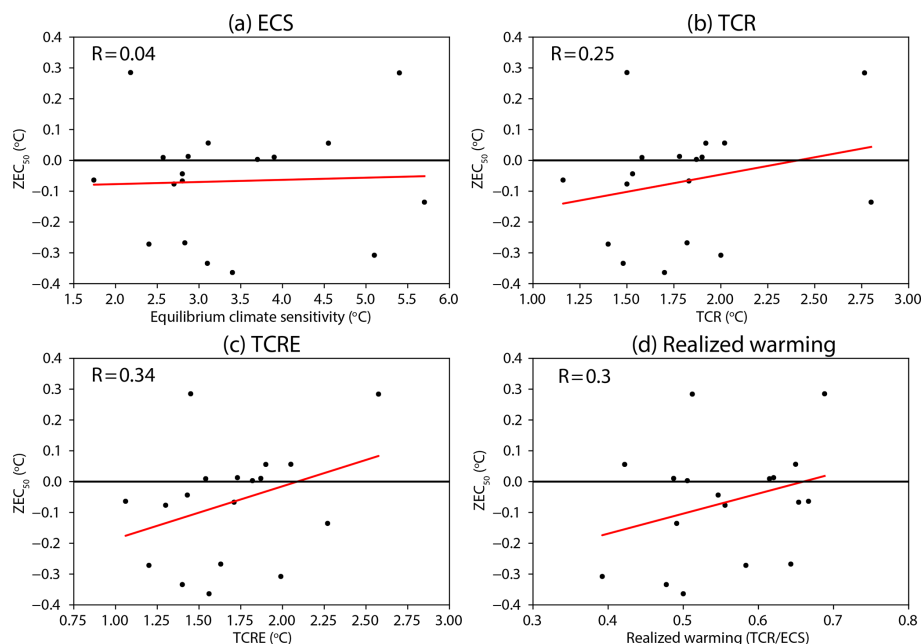 (a) ECS
R=0.04
0.4
0.3
0.2
0.1
0.0
−0.1
−0.2
−0.3
−0.4
ZEC50 (°C)
1.5 2.0 2.5 3.0 3.5 4.0 4.5 5.0 5.5 6.0
Equilibrium climate sensitivity (°C)
(b) TCR
R=0.25
0.4
0.3
0.2
0.1
0.0
−0.1
−0.2
−0.3
−0.4
ZEC50 (°C)
1.00 1.25 1.50 1.75 2.00 2.25 2.50 2.75 3.00
TCR (°C)
(c) TCRE
R=0.34
0.4
0.3
0.2
0.1
0.0
−0.1
−0.2
−0.3
−0.4
ZEC50 (°C)
0.75 1.00 1.25 1.50 1.75 2.00 2.25 2.50 2.75 3.00
TCRE (°C)
(d) Realized warming
R=0.3
0.4
0.3
0.2
0.1
0.0
−0.1
−0.2
−0.3
−0.4
ZEC50 (°C)
0.3 0.4 0.5 0.6 0.7 0.8
Realized warming (TCR/ECS)